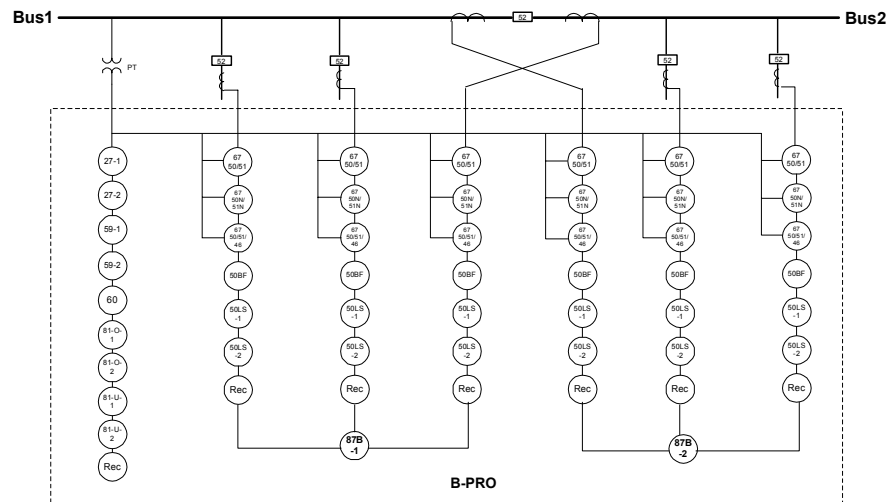 Bus1
52
Bus2
PT
52
52
52
52
27-1
27-2
59-1
59-2
60
81-O-
1
81-O-
2
81-U-
1
81-U-
2
Rec
67
50/51
67
50N/
51N
67
50/51/
46
50BF
50LS
-1
50LS
-2
Rec
67
50/51
67
50N/
51N
67
50/51/
46
50BF
50LS
-1
50LS
-2
Rec
67
50/51
67
50N/
51N
67
50/51/
46
50BF
50LS
-1
50LS
-2
Rec
67
50/51
67
50N/
51N
67
50/51/
46
50BF
50LS
-1
50LS
-2
Rec
67
50/51
67
50N/
51N
67
50/51/
46
50BF
50LS
-1
50LS
-2
Rec
67
50/51
67
50N/
51N
67
50/51/
46
50BF
50LS
-1
50LS
-2
Rec
87B
-1
87B
-2
B-PRO